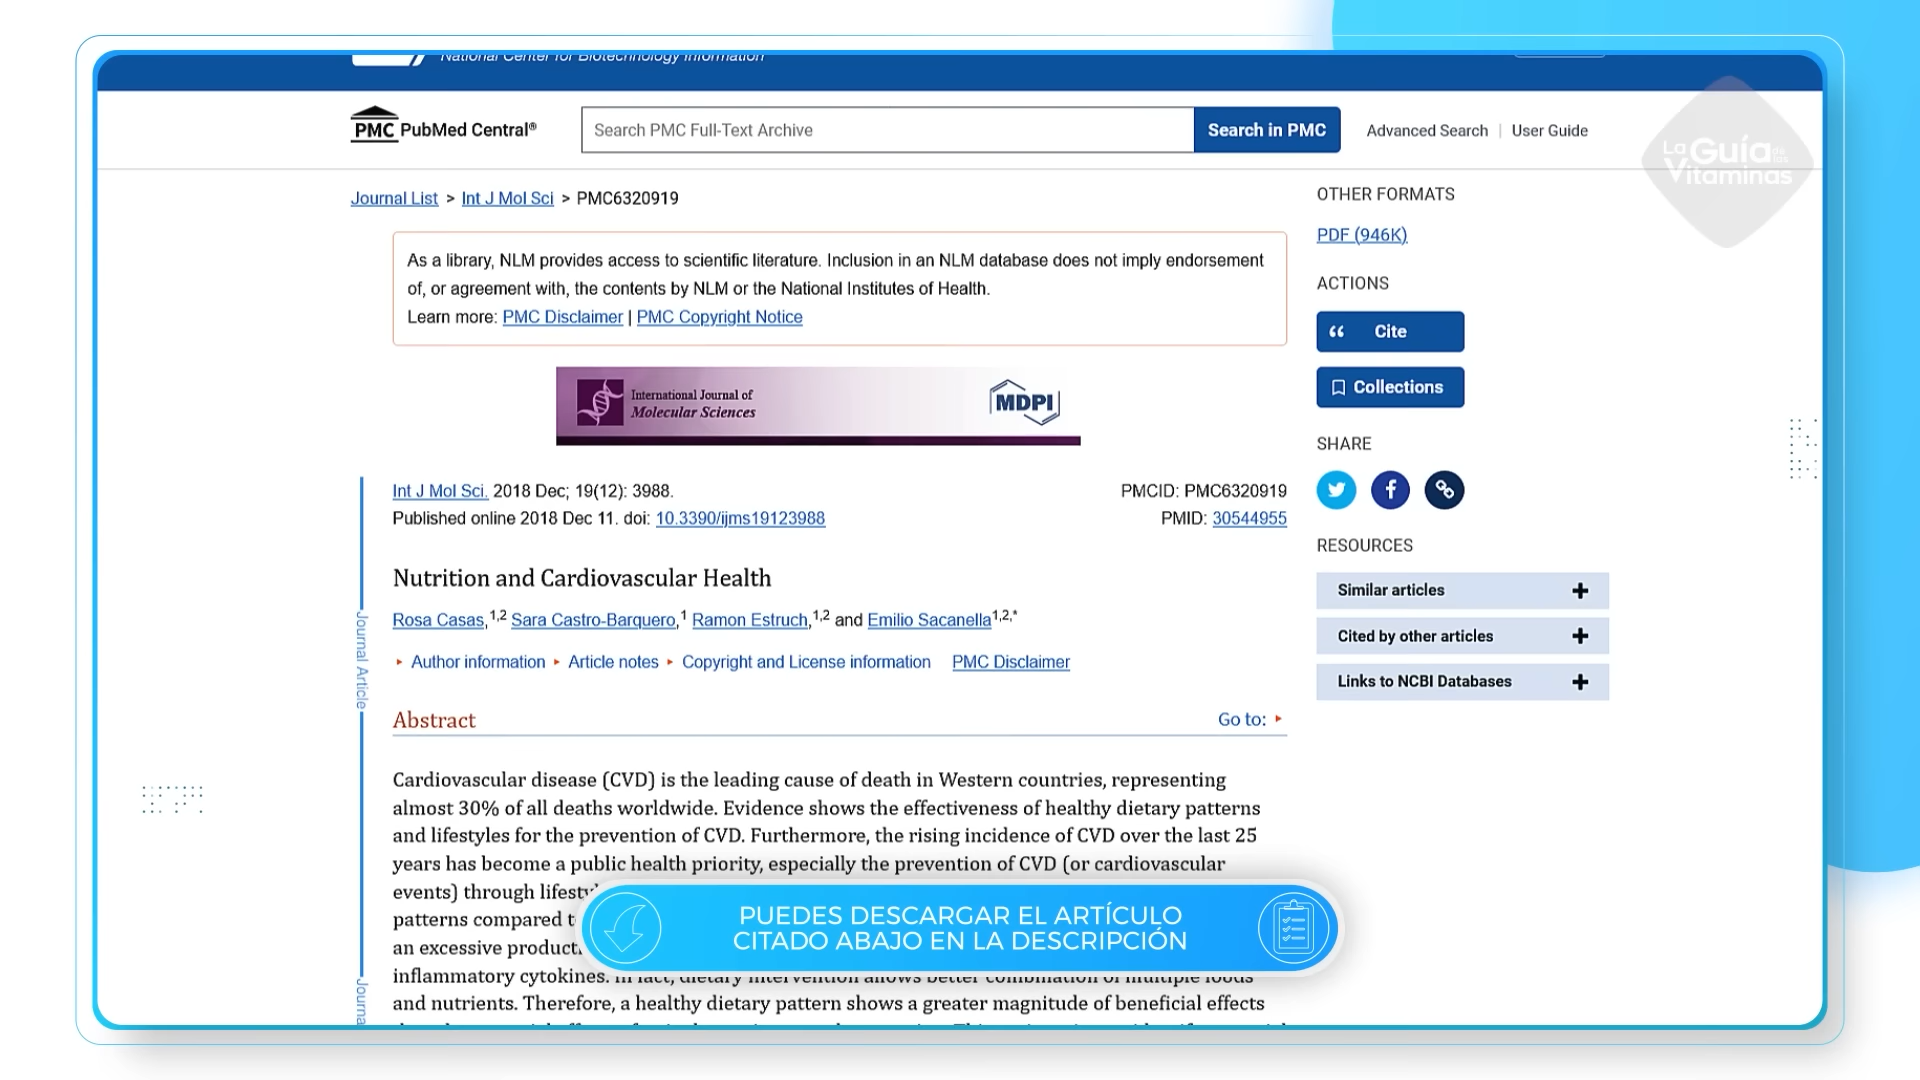 National Center for Biotechnology Information
PMC PubMed Central®
Search PMC Full-Text Archive
Search in PMC
Advanced Search | User Guide
La Guía de las Vitaminas
Journal List > Int J Mol Sci > PMC6320919
As a library, NLM provides access to scientific literature. Inclusion in an NLM database does not imply endorsement
of, or agreement with, the contents by NLM or the National Institutes of Health.
Learn more: PMC Disclaimer | PMC Copyright Notice
International Journal of
Molecular Sciences
MDPI
Int J Mol Sci. 2018 Dec; 19(12): 3988.
Published online 2018 Dec 11. doi: 10.3390/ijms19123988
PMCID: PMC6320919
PMID: 30544955
Nutrition and Cardiovascular Health
Rosa Casas,1,2 Sara Castro-Barquero,1 Ramon Estruch,1,2 and Emilio Sacanella1,2,*
Author information Article notes Copyright and License information PMC Disclaimer
Abstract
Go to:
Cardiovascular disease (CVD) is the leading cause of death in Western countries, representing
almost 30% of all deaths worldwide. Evidence shows the effectiveness of healthy dietary patterns
and lifestyles for the prevention of CVD. Furthermore, the rising incidence of CVD over the last 25
years has become a public health priority, especially the prevention of CVD (or cardiovascular
events) through
patterns compared
an excessive
inflammatory cytokines. In fact, dietary intervention allows better combination of multiple foods
and nutrients. Therefore, a healthy dietary pattern shows a greater magnitude of beneficial effects
Journal Article
OTHER FORMATS
PDF (946K)
ACTIONS
Cite
Collections
SHARE
RESOURCES
Similar articles
Cited by other articles
Links to NCBI Databases
PUEDES DESCARGAR EL ARTÍCULO
CITADO ABAJO EN LA DESCRIPCIÓN